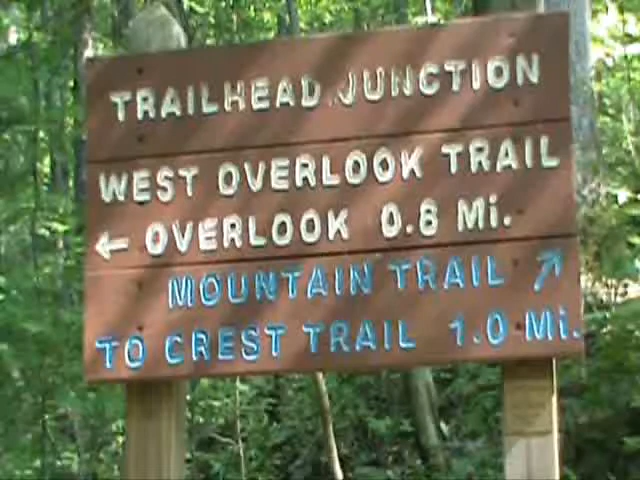 TRAILHEAD JUNCTION
WEST OVERLOOK TRAIL
← OVERLOOK 0.8 Mi.
MOUNTAIN TRAIL ↗
TO CREST TRAIL 1.0 Mi.